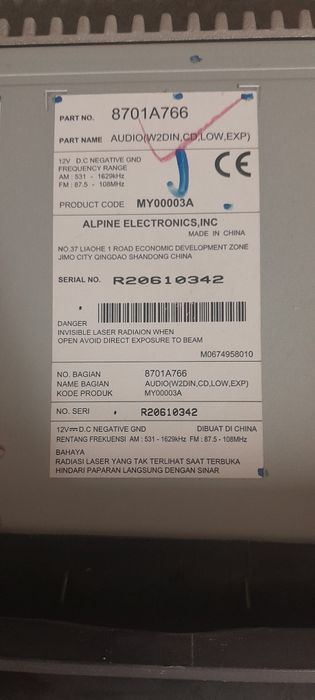 PART NO. 8701A766
PART NAME AUDIO(W2DIN,CD,LOW,EXP)
12V D.C NEGATIVE GND
FREQUENCY RANGE
AM : 531 - 1629kHz
FM : 87.5 - 108MHz
CE
PRODUCT CODE MY00003A
ALPINE ELECTRONICS,INC
MADE IN CHINA
NO.37 LIAOHE 1 ROAD ECONOMIC DEVELOPMENT ZONE
JIMO CITY QINGDAO SHANDONG CHINA
SERIAL NO. R20610342
DANGER
INVISIBLE LASER RADIAION WHEN
OPEN AVOID DIRECT EXPOSURE TO BEAM
M0674958010
NO. BAGIAN 8701A766
NAME BAGIAN AUDIO(W2DIN,CD,LOW,EXP)
KODE PRODUK MY00003A
NO. SERI R20610342
12V⎓D.C NEGATIVE GND DIBUAT DI CHINA
RENTANG FREKUENSI AM : 531 - 1629kHz FM : 87.5 - 108MHz
BAHAYA
RADIASI LASER YANG TAK TERLIHAT SAAT TERBUKA
HINDARI PAPARAN LANGSUNG DENGAN SINAR